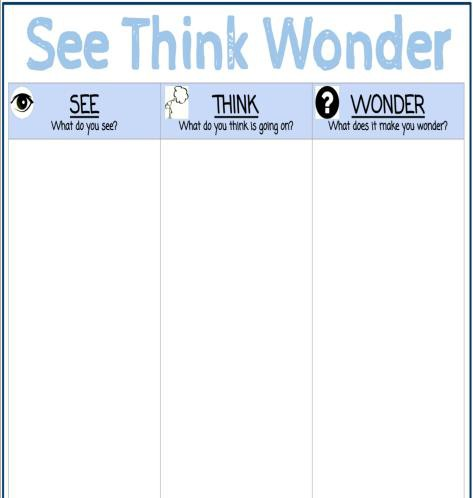 See Think Wonder
SEE
What do you see?
THINK
What do you think is going on?
WONDER
What does it make you wonder?